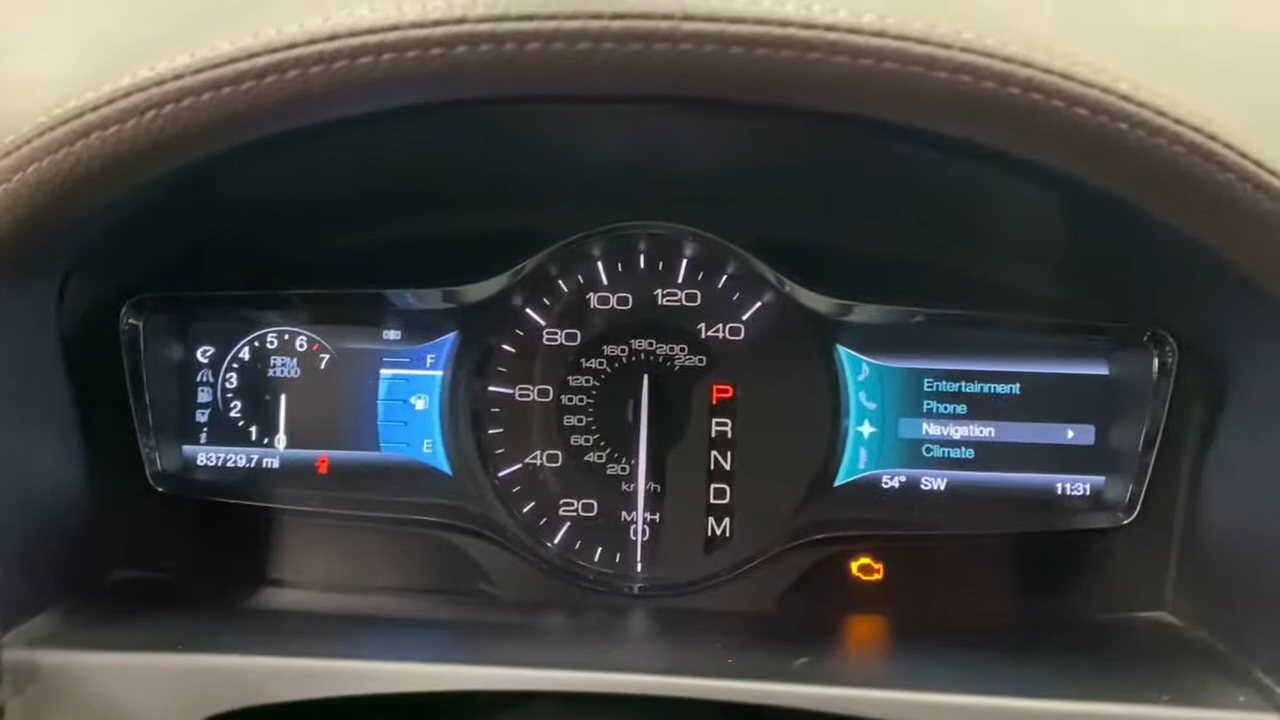 5
4
6
3
7
2
1
0
RPM
x1000
F
E
83729.7 mi
100
120
80
140
60
40
20
0
MPH
180
160
200
140
220
120
100
80
60
40
20
km/h
P
R
N
D
M
Entertainment
Phone
Navigation
Climate
54° SW
11:31